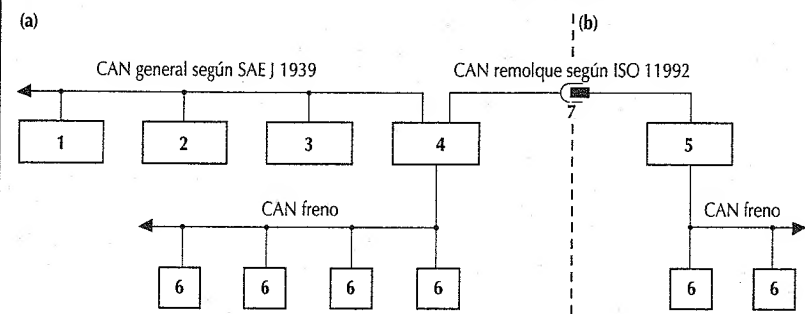 (a)
(b)
CAN general según SAE J 1939
CAN remolque según ISO 11992
7
1
2
3
4
5
CAN freno
CAN freno
6
6
6
6
6
6